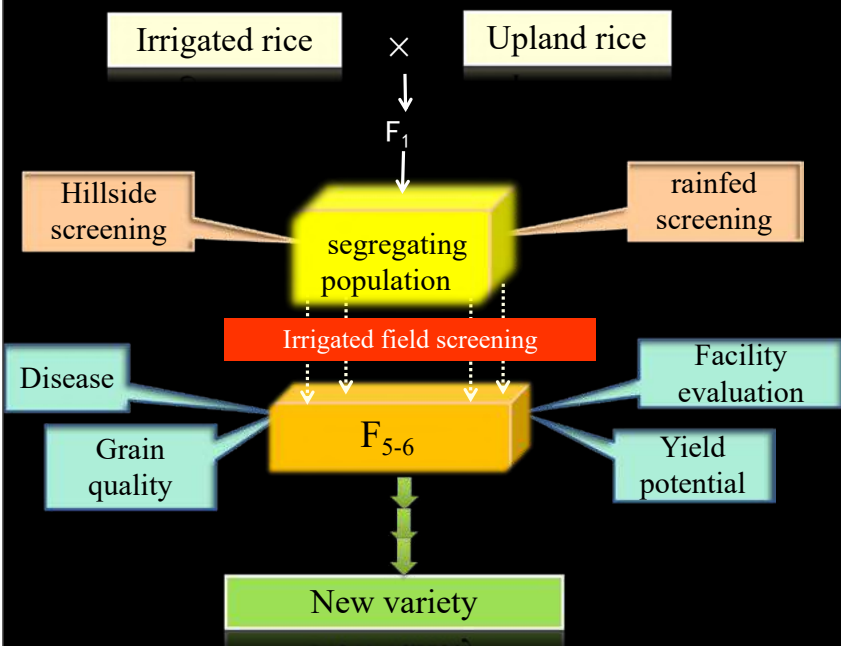 Irrigated rice
×
Upland rice
F₁
Hillside
screening
rainfed
screening
segregating
population
Irrigated field screening
Disease
Facility
evaluation
Grain
quality
F₅₋₆
Yield
potential
New variety